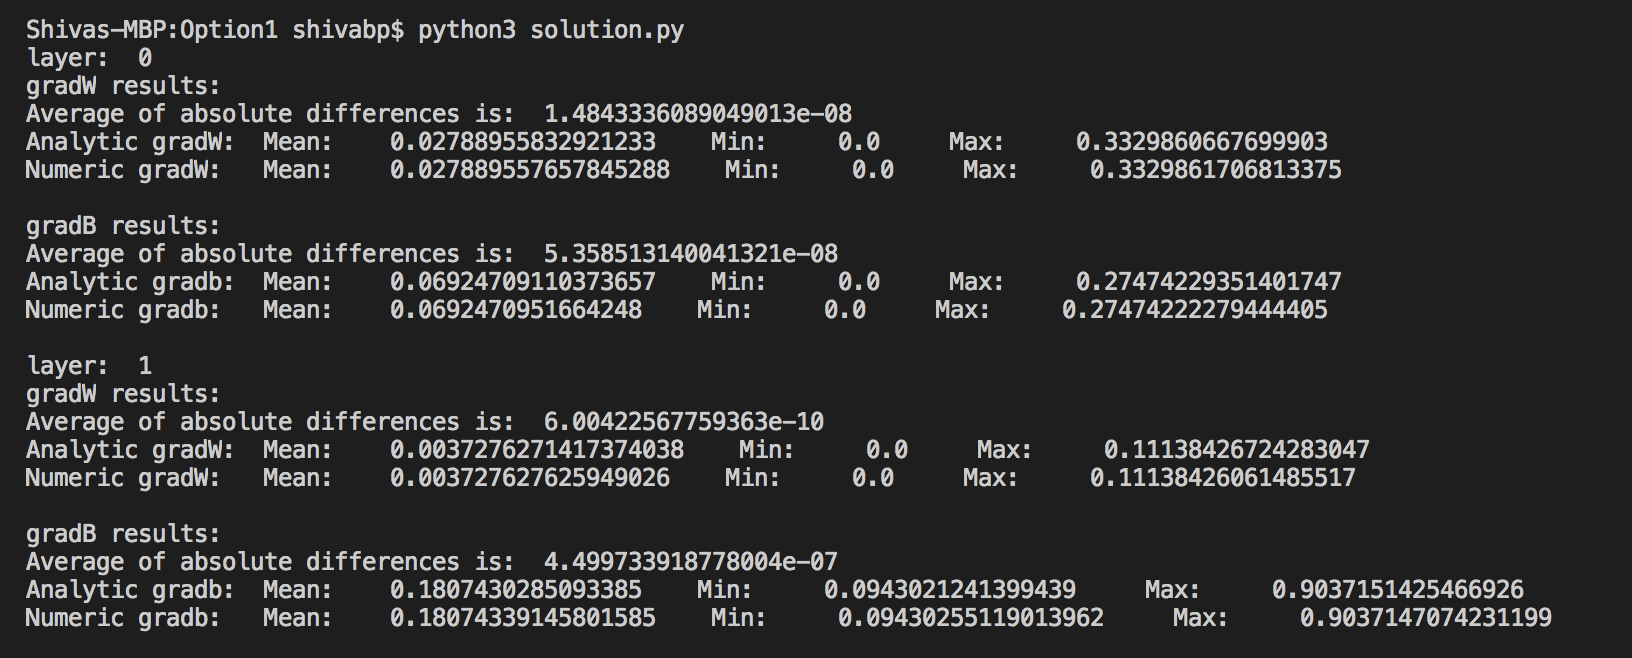 Shivas-MBP:Option1 shivabp$ python3 solution.py
layer:  0
gradW results:
Average of absolute differences is:  1.4843336089049013e-08
Analytic gradW:  Mean:    0.02788955832921233    Min:     0.0     Max:     0.3329860667699903
Numeric gradW:   Mean:    0.027889557657845288    Min:     0.0     Max:     0.3329861706813375
gradB results:
Average of absolute differences is:  5.358513140041321e-08
Analytic gradb:  Mean:    0.06924709110373657    Min:     0.0     Max:     0.27474229351401747
Numeric gradb:   Mean:    0.0692470951664248    Min:     0.0     Max:     0.27474222279444405
layer:  1
gradW results:
Average of absolute differences is:  6.00422567759363e-10
Analytic gradW:  Mean:    0.0037276271417374038    Min:     0.0     Max:     0.11138426724283047
Numeric gradW:   Mean:    0.003727627625949026    Min:     0.0     Max:     0.11138426061485517
gradB results:
Average of absolute differences is:  4.499733918778004e-07
Analytic gradb:  Mean:    0.1807430285093385    Min:     0.0943021241399439     Max:     0.9037151425466926
Numeric gradb:   Mean:    0.18074339145801585    Min:     0.09430255119013962     Max:     0.9037147074231199